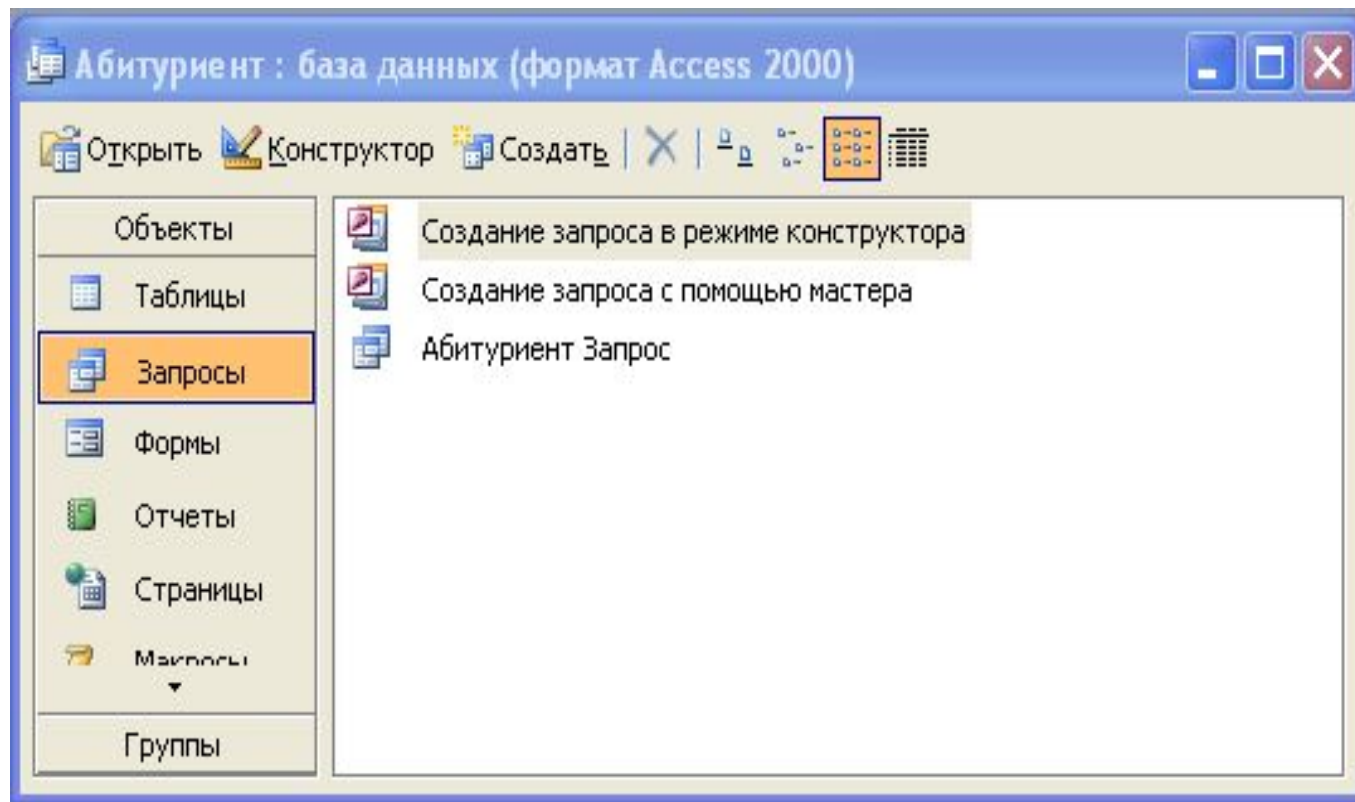 Абитуриент : база данных (формат Access 2000)
Открыть Конструктор Создать
Объекты
Таблицы
Запросы
Формы
Отчеты
Страницы
Макросы
Группы
Создание запроса в режиме конструктора
Создание запроса с помощью мастера
Абитуриент Запрос